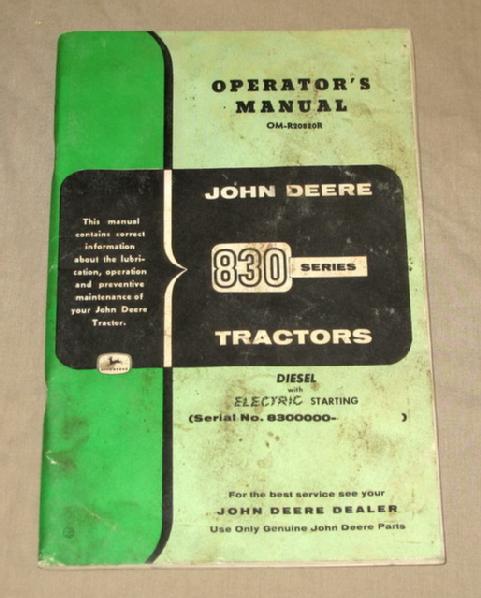 OPERATOR'S
MANUAL
OM-R20820R
This manual
contains correct
information
about the lubri-
cation, operation
and preventive
maintenance of
your John Deere
Tractor.
JOHN DEERE
830 SERIES
TRACTORS
JOHN DEERE
DIESEL
with
ELECTRIC STARTING
(Serial No. 8300000- )
For the best service see your
JOHN DEERE DEALER
Use Only Genuine John Deere Parts